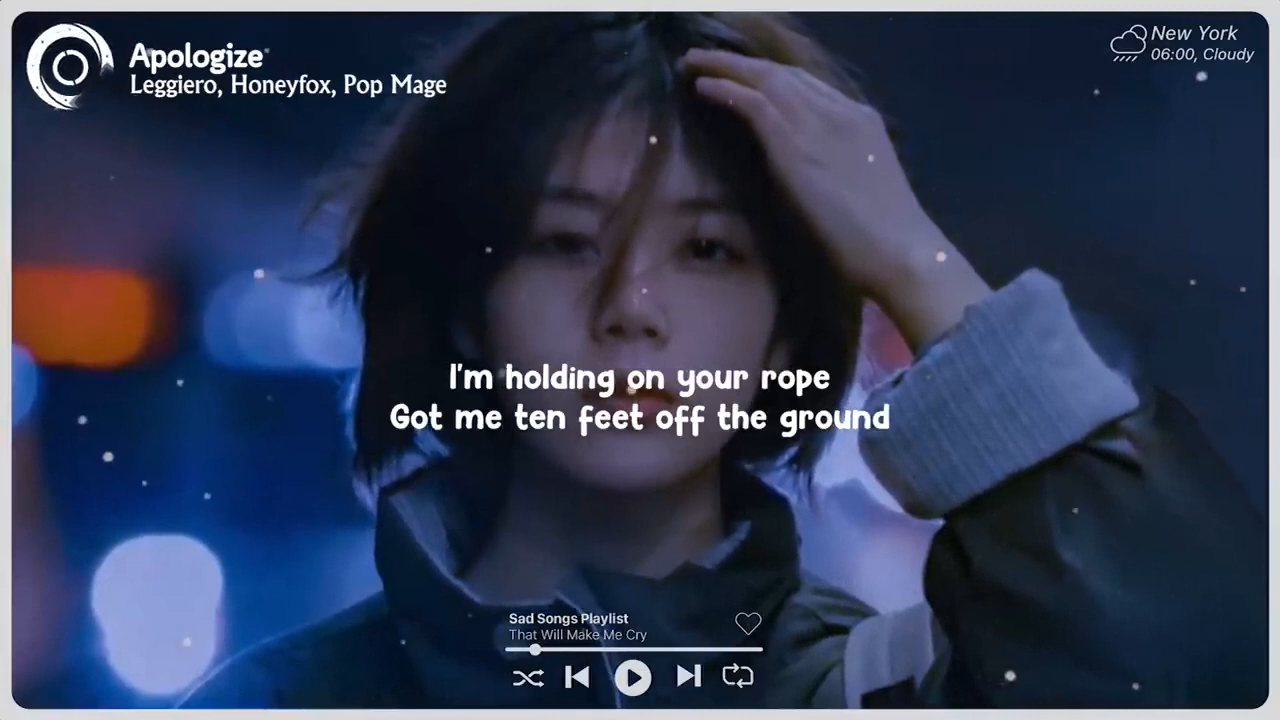 Apologize
Leggiero, Honeyfox, Pop Mage
New York
06:00, Cloudy
I'm holding on your rope
Got me ten feet off the ground
Sad Songs Playlist
That Will Make Me Cry